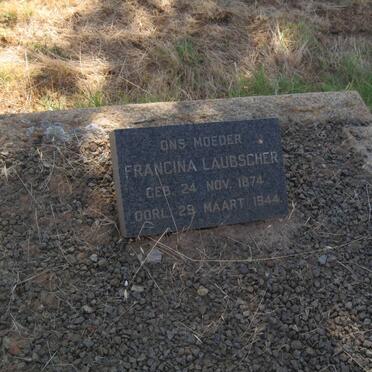 ONS MOEDER
FRANCINA LAUBSCHER
GEB. 24 NOV. 1874
OORL. 29 MAART 1944.